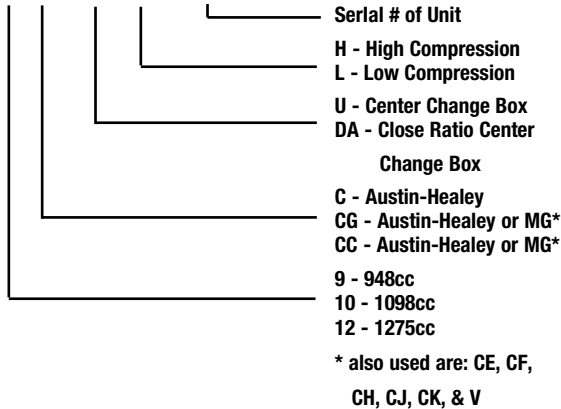 Serial # of Unit
H - High Compression
L - Low Compression
U - Center Change Box
DA - Close Ratio Center
Change Box
C - Austin-Healey
CG - Austin-Healey or MG*
CC - Austin-Healey or MG*
9 - 948cc
10 - 1098cc
12 - 1275cc
* also used are: CE, CF,
CH, CJ, CK, & V